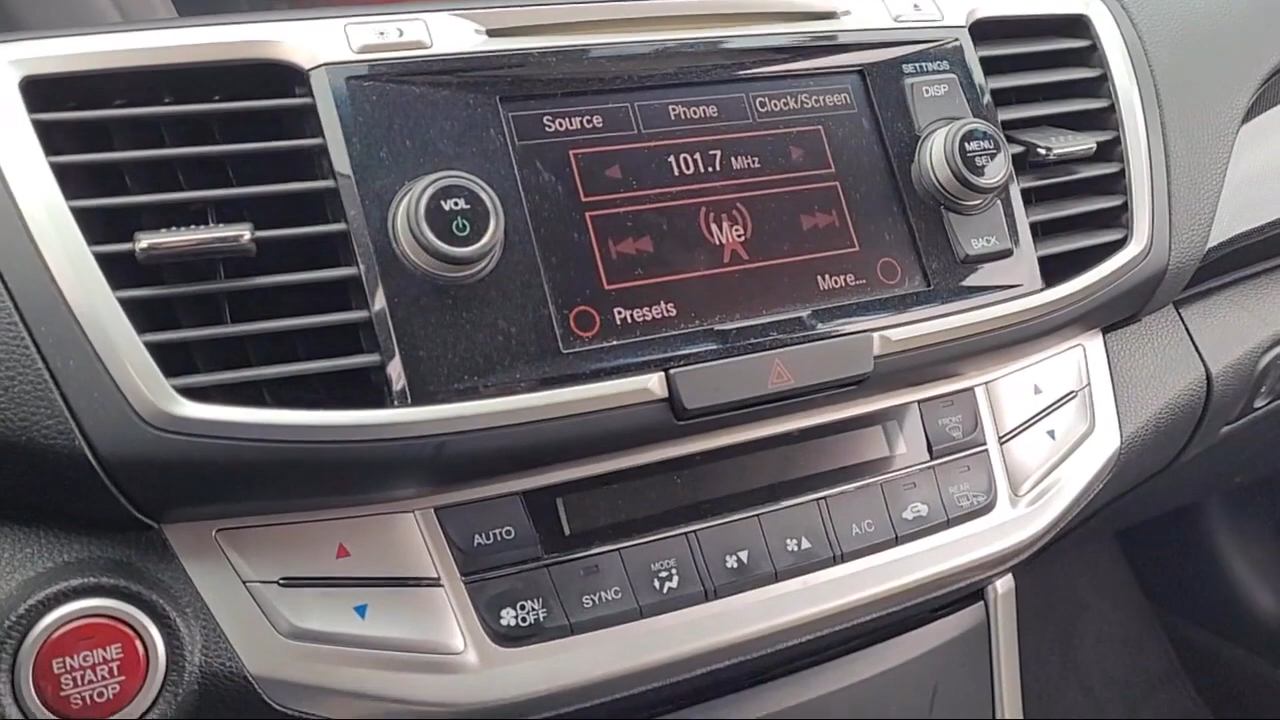 SETTINGS
DISP
Source
Phone
Clock/Screen
101.7 MHz
MENU
SEL
VOL
Me
BACK
More...
Presets
FRONT
AUTO
REAR
A/C
MODE
SYNC
ON/
OFF
ENGINE
START
STOP